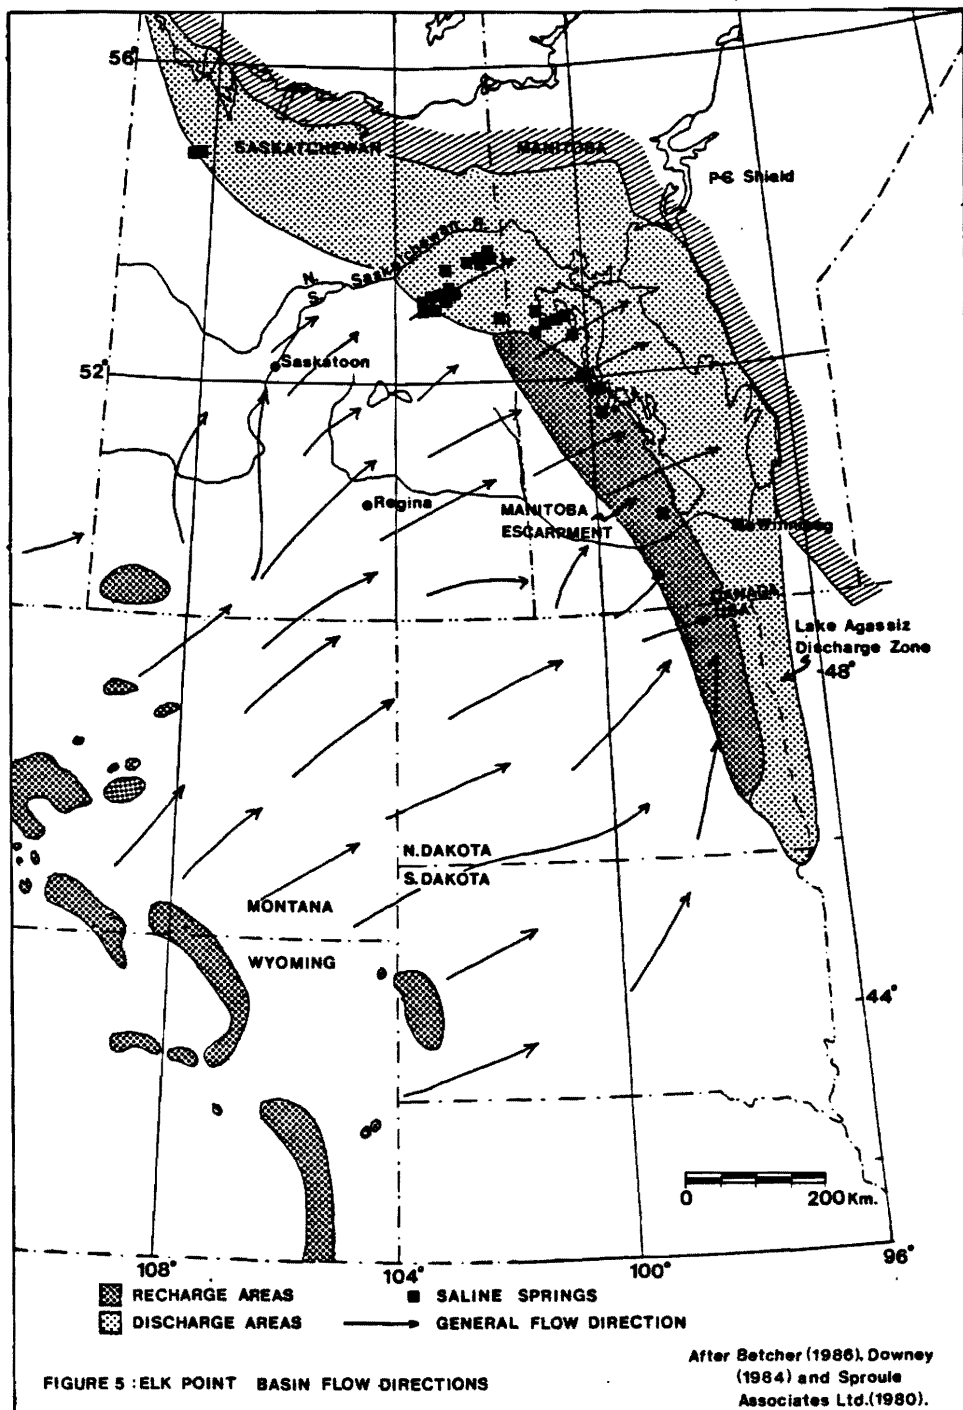 56°
SASKATCHEWAN
MANITOBA
PC Shield
Saskatchewan R.
N.
S.
52°
Saskatoon
Regina
MANITOBA
ESCARPMENT
Winnipeg
CANADA
USA
Lake Agassiz
Discharge Zone
48°
N.DAKOTA
S.DAKOTA
MONTANA
WYOMING
44°
0
200 Km.
108°
104°
100°
96°
RECHARGE AREAS
SALINE SPRINGS
DISCHARGE AREAS
GENERAL FLOW DIRECTION
After Betcher (1986), Downey
(1984) and Sproule
Associates Ltd.(1980).
FIGURE 5 : ELK POINT BASIN FLOW DIRECTIONS